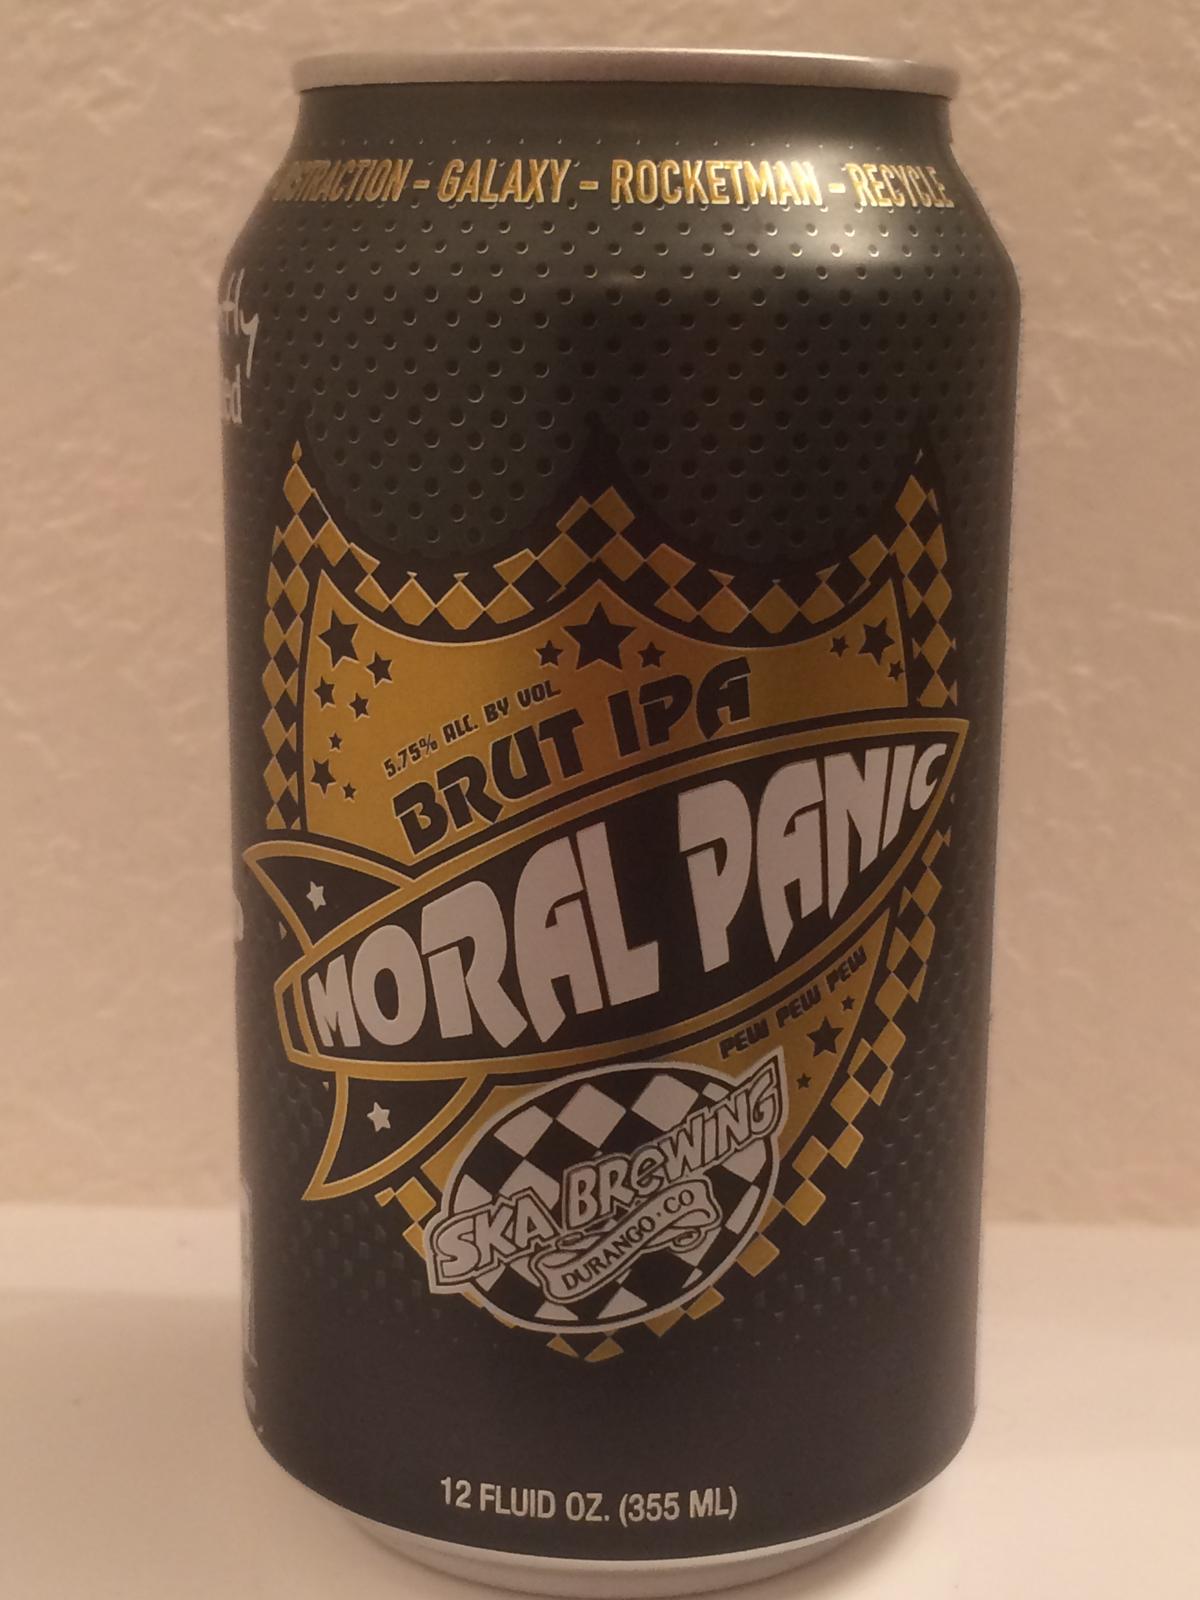 GALAXY - ROCKETMAN - RECYCLE
5.75% ALC. BY VOL.
BRUT IPA
MORAL PANIC
PEW PEW PEW
SKA BREWING
DURANGO·CO
12 FLUID OZ. (355 ML)